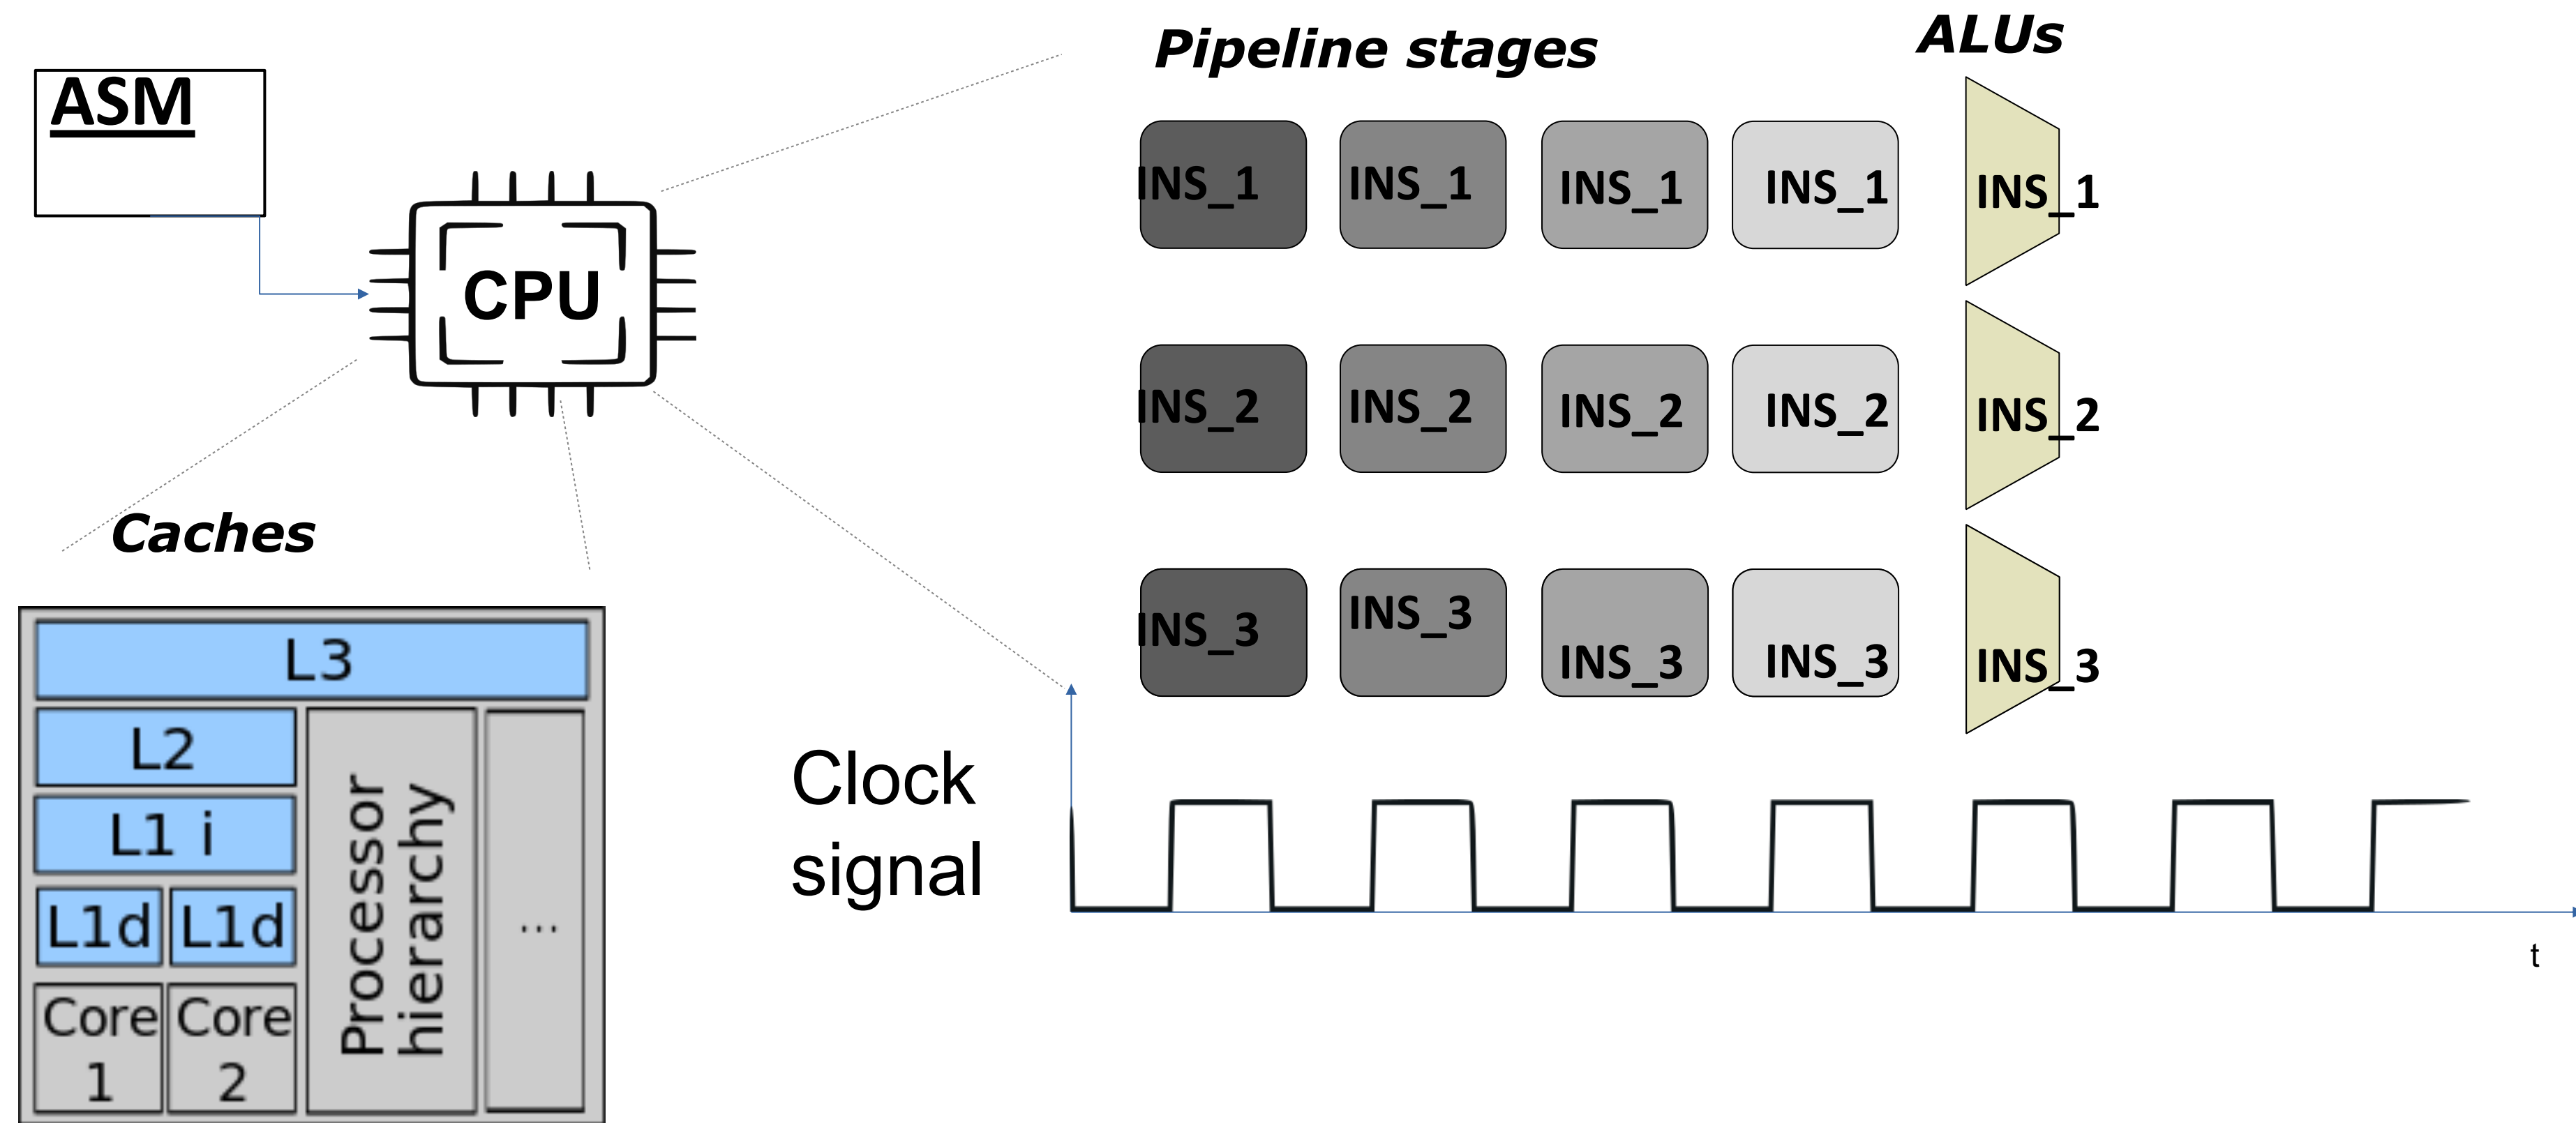 ASM
CPU
Pipeline stages
ALUs
INS_1 INS_1 INS_1 INS_1 INS_1
INS_2 INS_2 INS_2 INS_2 INS_2
INS_3 INS_3 INS_3 INS_3 INS_3
Caches
L3
L2
L1 i
L1d L1d
Core
1
Core
2
Processor
hierarchy
...
Clock
signal
t